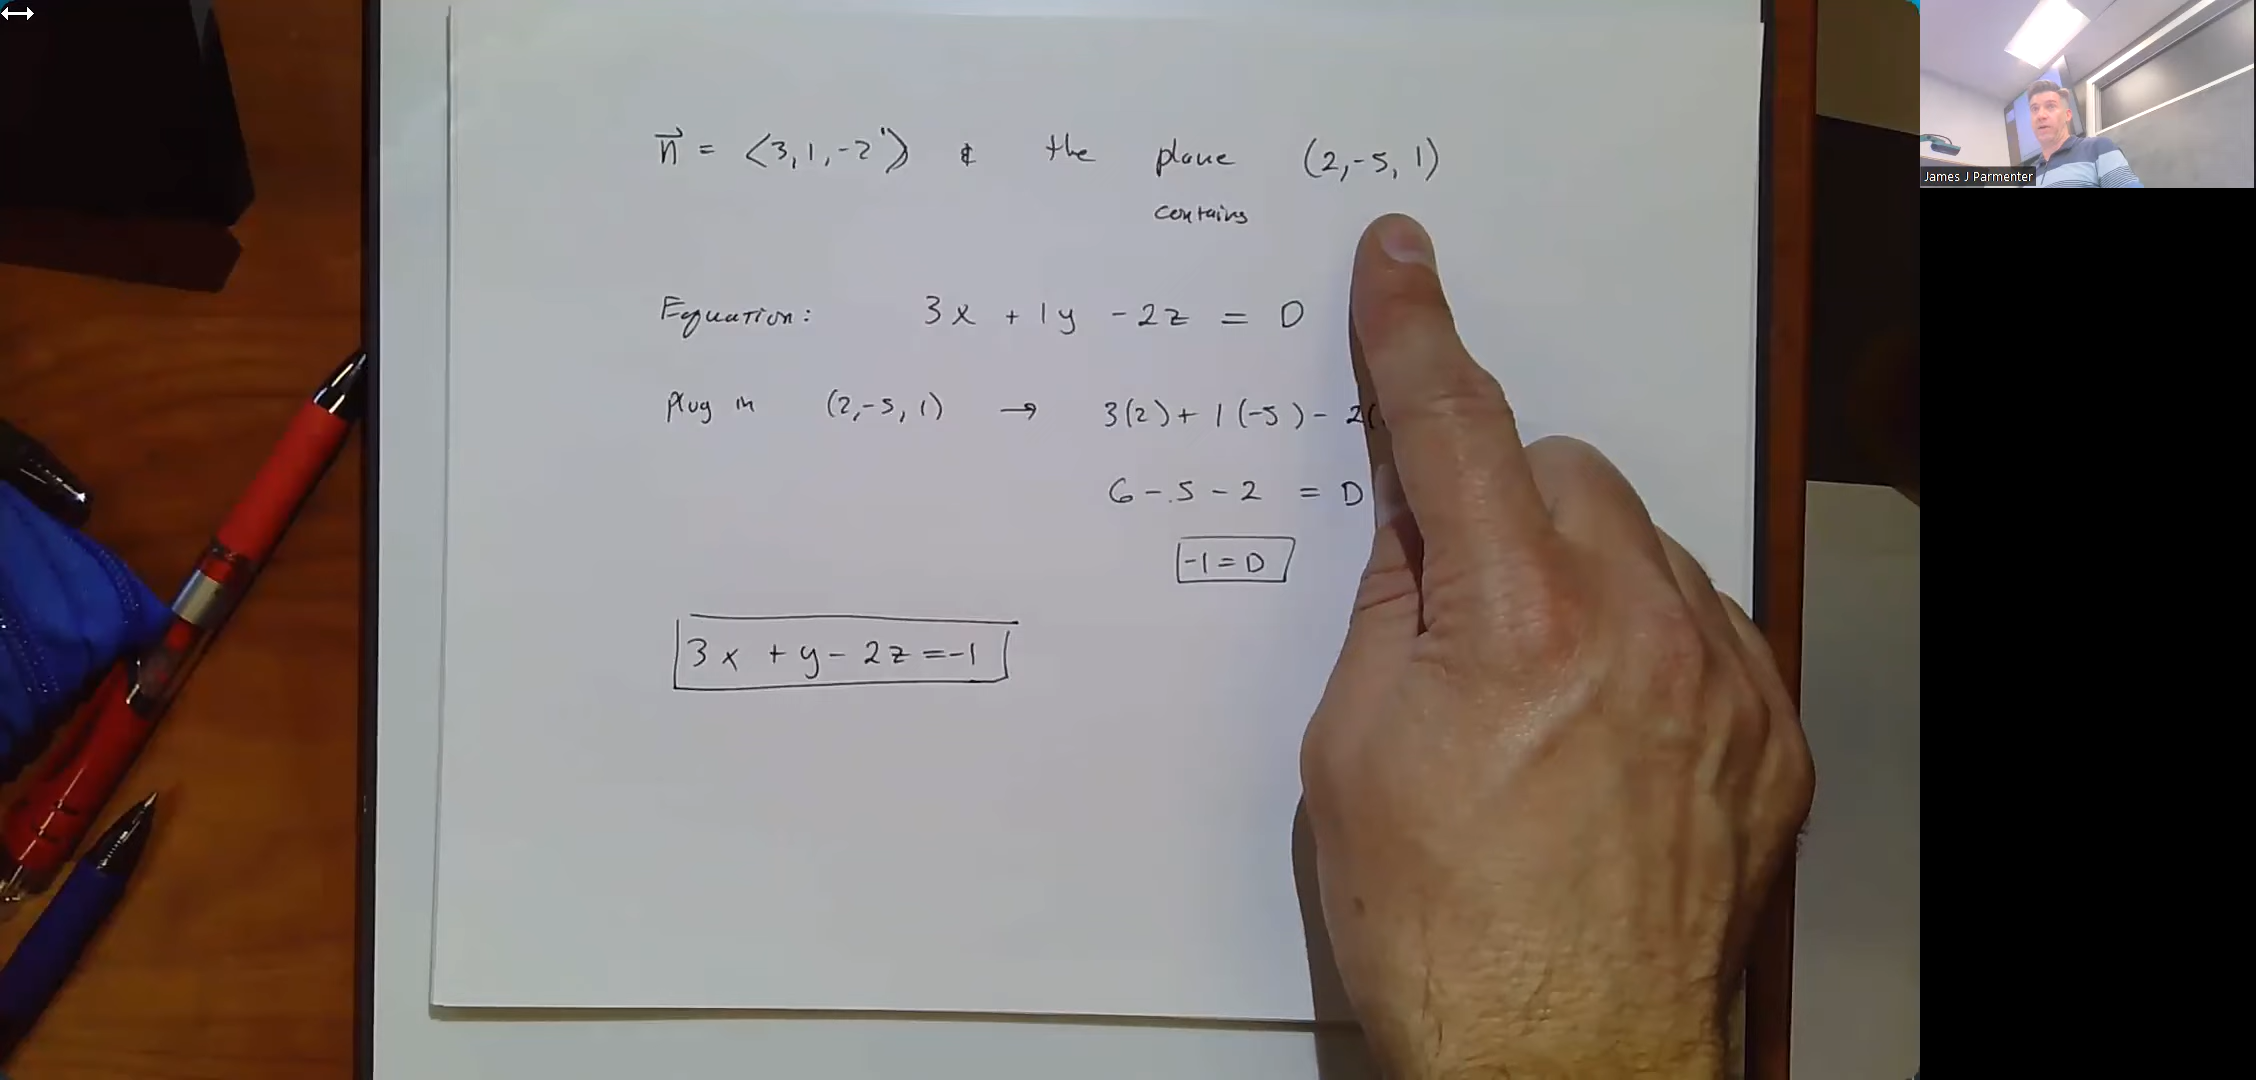 n⃗ = ⟨3, 1, -2⟩ & the plane (2, -5, 1)
contains
Equation: 3x + 1y - 2z = D
Plug in (2, -5, 1) → 3(2) + 1(-5) - 2(
6 - 5 - 2 = D
-1 = D
3x + y - 2z = -1
James J Parmenter